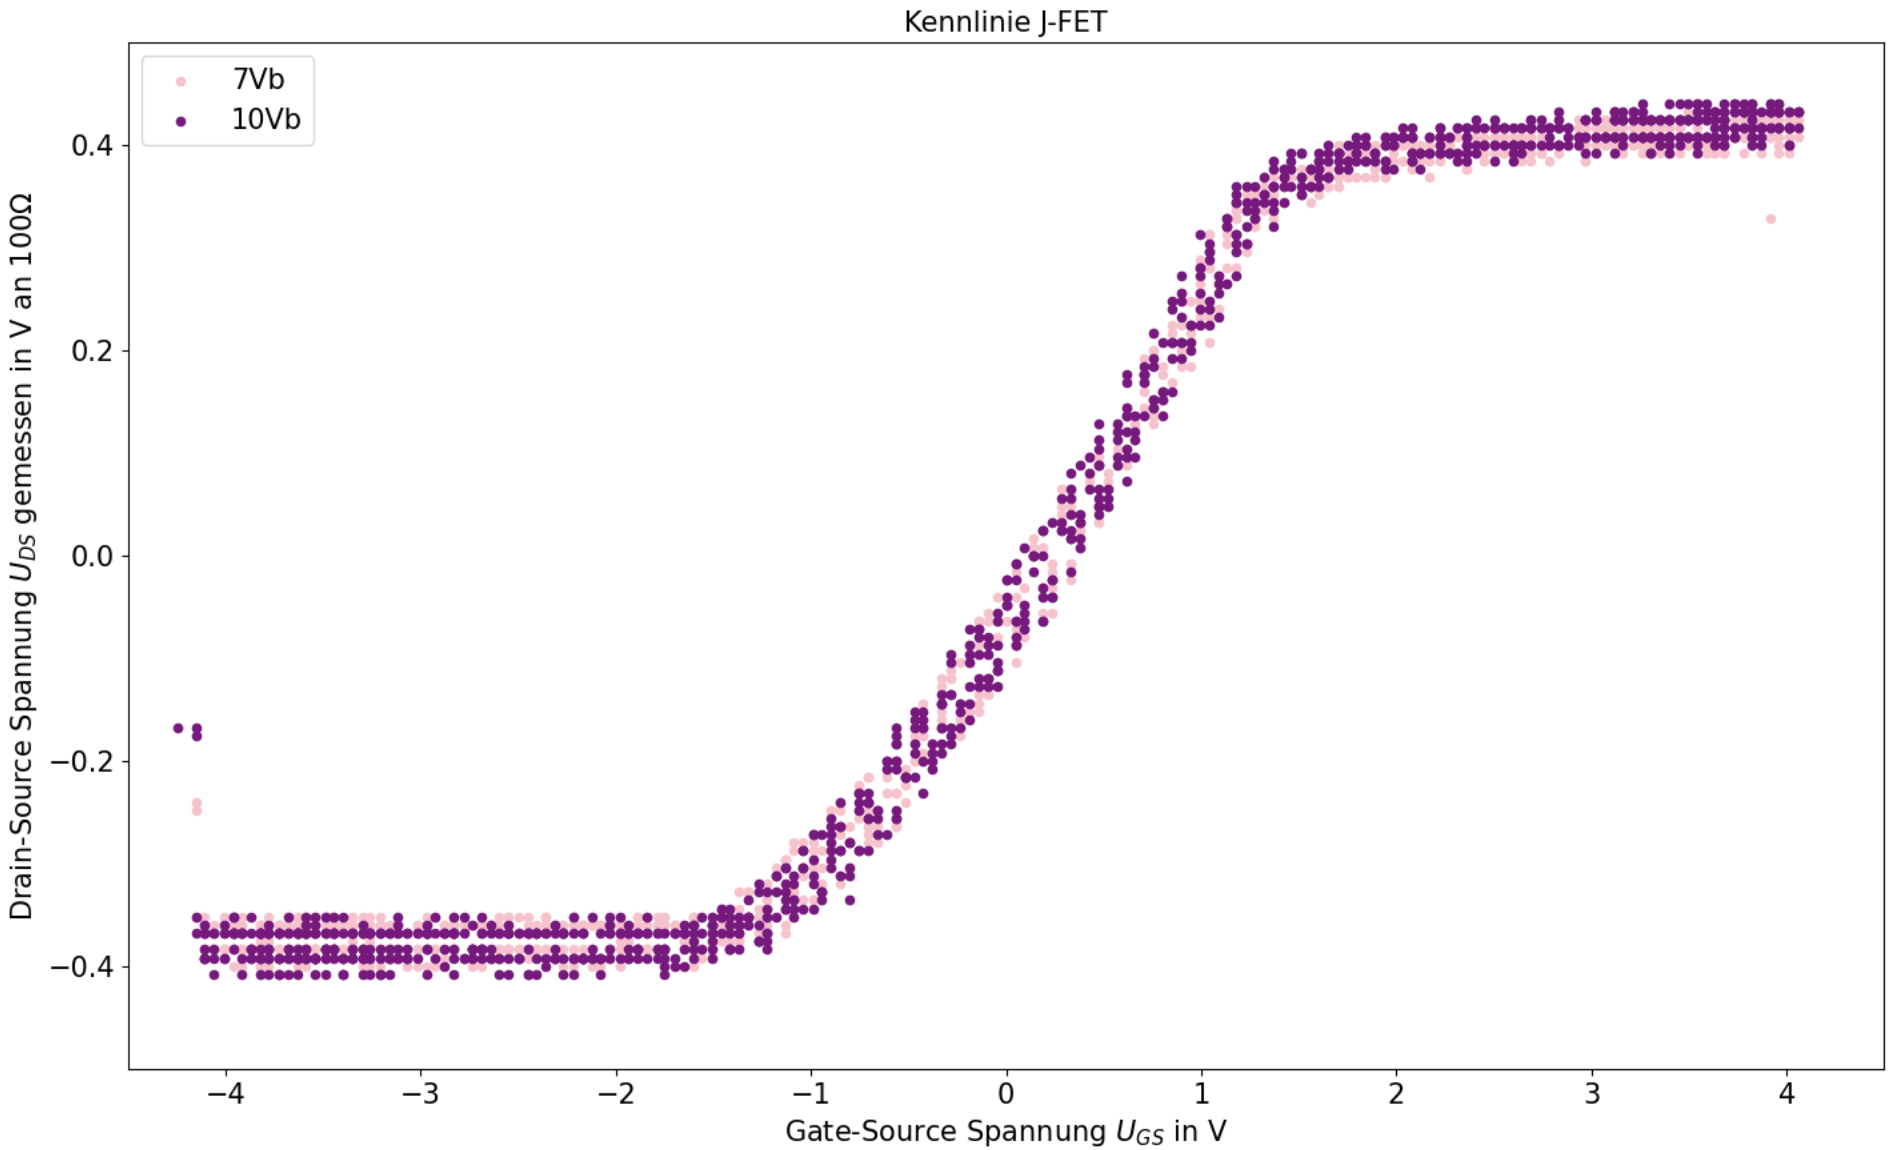 Kennlinie J-FET
7Vb
10Vb
Drain-Source Spannung U_DS gemessen in V an 100Ω
0.4
0.2
0.0
−0.2
−0.4
−4
−3
−2
−1
0
1
2
3
4
Gate-Source Spannung U_GS in V